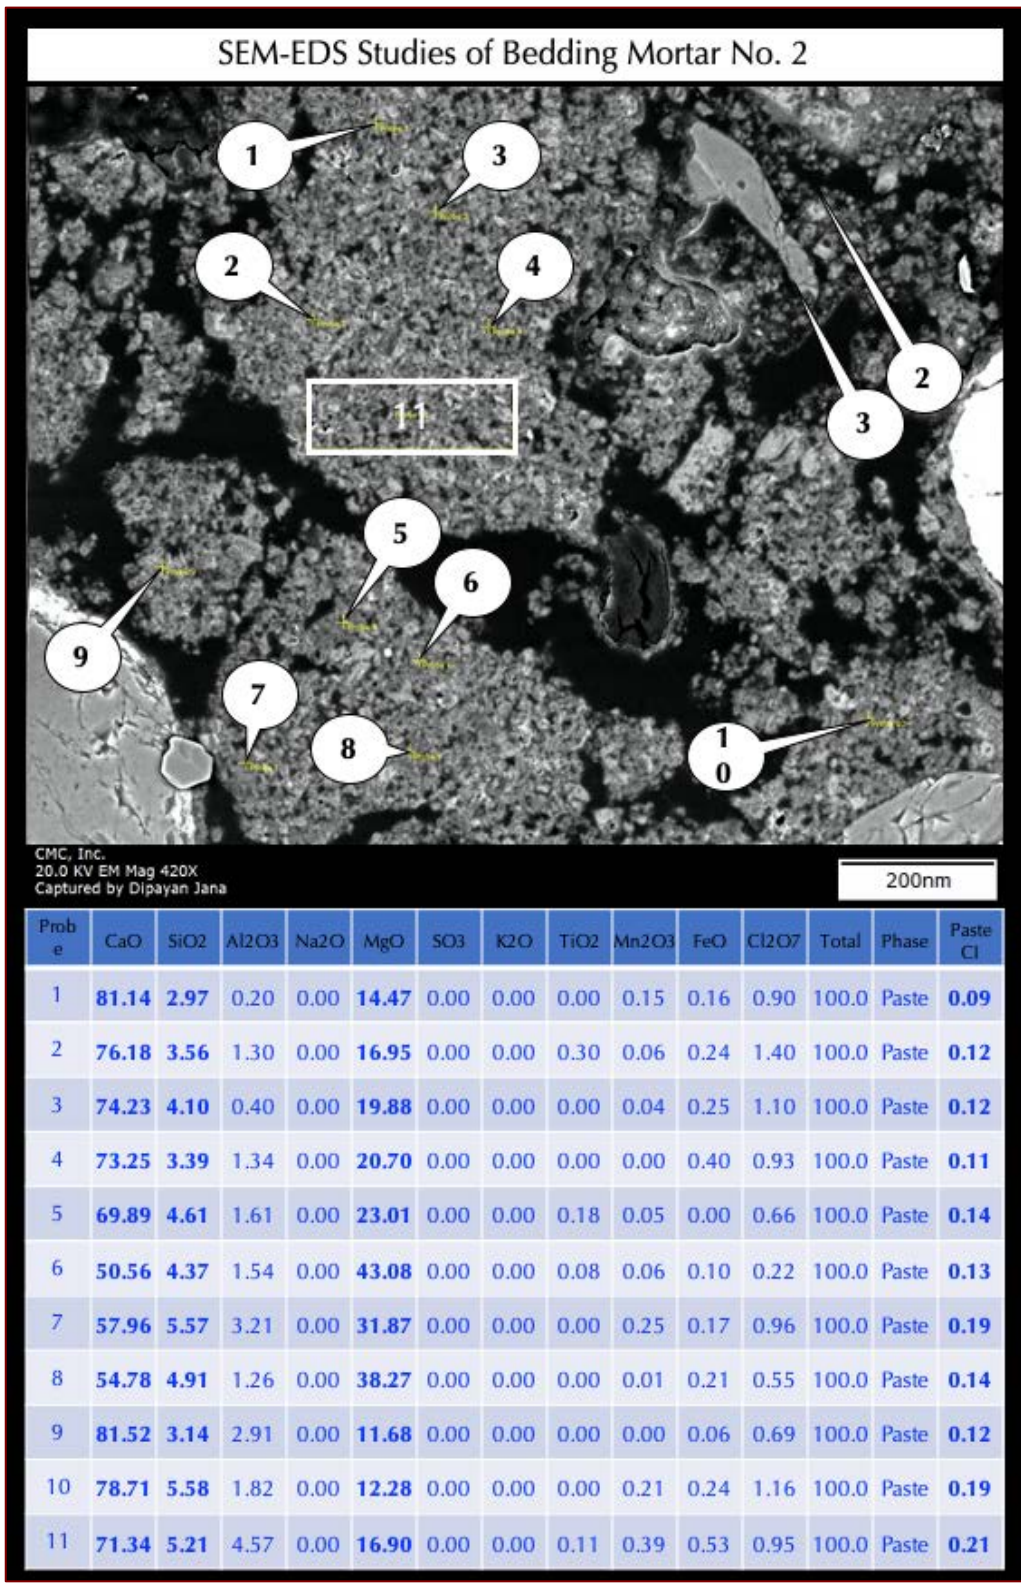 SEM-EDS Studies of Bedding Mortar No. 2
1
3
2
4
2
3
11
5
6
9
7
8
1
0
CMC, Inc.
20.0 KV EM Mag 420X
Captured by Dipayan Jana
200nm
Prob e CaO SiO2 Al2O3 Na2O MgO SO3 K2O TiO2 Mn2O3 FeO Cl2O7 Total Phase Paste CI
1 81.14 2.97 0.20 0.00 14.47 0.00 0.00 0.00 0.15 0.16 0.90 100.0 Paste 0.09
2 76.18 3.56 1.30 0.00 16.95 0.00 0.00 0.30 0.06 0.24 1.40 100.0 Paste 0.12
3 74.23 4.10 0.40 0.00 19.88 0.00 0.00 0.00 0.04 0.25 1.10 100.0 Paste 0.12
4 73.25 3.39 1.34 0.00 20.70 0.00 0.00 0.00 0.00 0.40 0.93 100.0 Paste 0.11
5 69.89 4.61 1.61 0.00 23.01 0.00 0.00 0.18 0.05 0.00 0.66 100.0 Paste 0.14
6 50.56 4.37 1.54 0.00 43.08 0.00 0.00 0.08 0.06 0.10 0.22 100.0 Paste 0.13
7 57.96 5.57 3.21 0.00 31.87 0.00 0.00 0.00 0.25 0.17 0.96 100.0 Paste 0.19
8 54.78 4.91 1.26 0.00 38.27 0.00 0.00 0.00 0.01 0.21 0.55 100.0 Paste 0.14
9 81.52 3.14 2.91 0.00 11.68 0.00 0.00 0.00 0.00 0.06 0.69 100.0 Paste 0.12
10 78.71 5.58 1.82 0.00 12.28 0.00 0.00 0.00 0.21 0.24 1.16 100.0 Paste 0.19
11 71.34 5.21 4.57 0.00 16.90 0.00 0.00 0.11 0.39 0.53 0.95 100.0 Paste 0.21